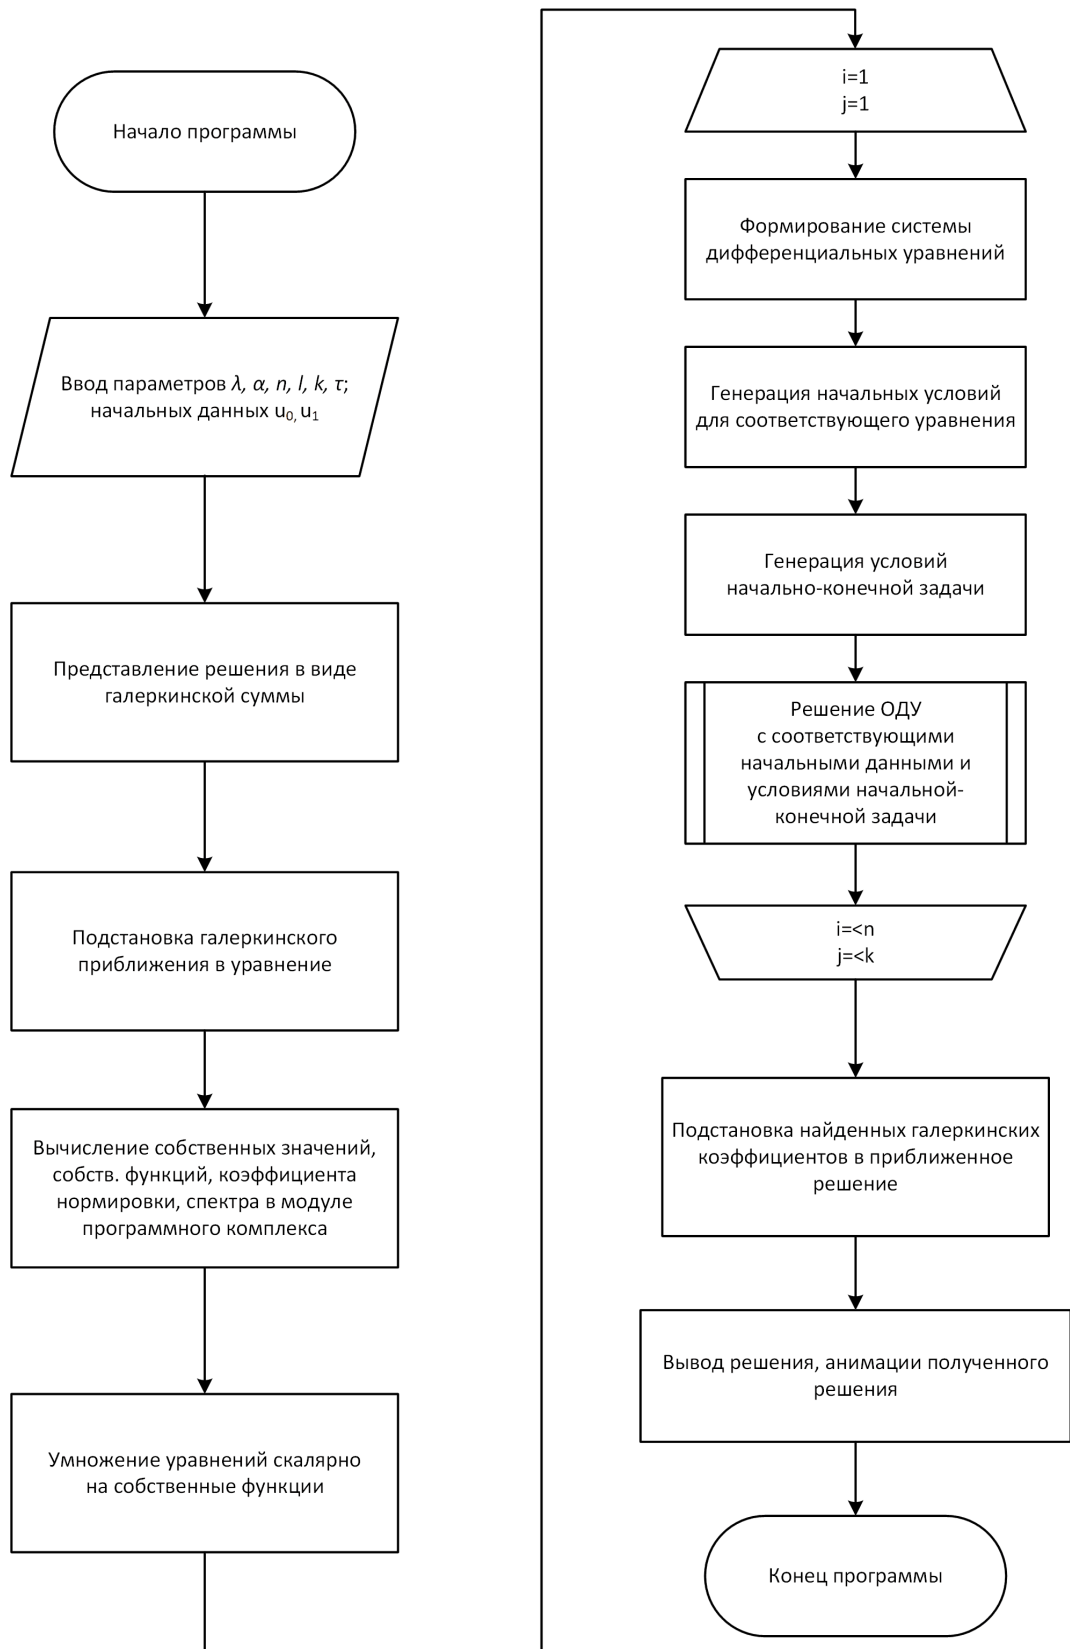 Начало программы
Ввод параметров λ, α, n, l, k, τ;
начальных данных u₀, u₁
Представление решения в виде
галеркинской суммы
Подстановка галеркинского
приближения в уравнение
Вычисление собственных значений,
собств. функций, коэффициента
нормировки, спектра в модуле
программного комплекса
Умножение уравнений скалярно
на собственные функции
i=1
j=1
Формирование системы
дифференциальных уравнений
Генерация начальных условий
для соответствующего уравнения
Генерация условий
начально-конечной задачи
Решение ОДУ
с соответствующими
начальными данными и
условиями начальной-
конечной задачи
i=<n
j=<k
Подстановка найденных галеркинских
коэффициентов в приближенное
решение
Вывод решения, анимации полученного
решения
Конец программы